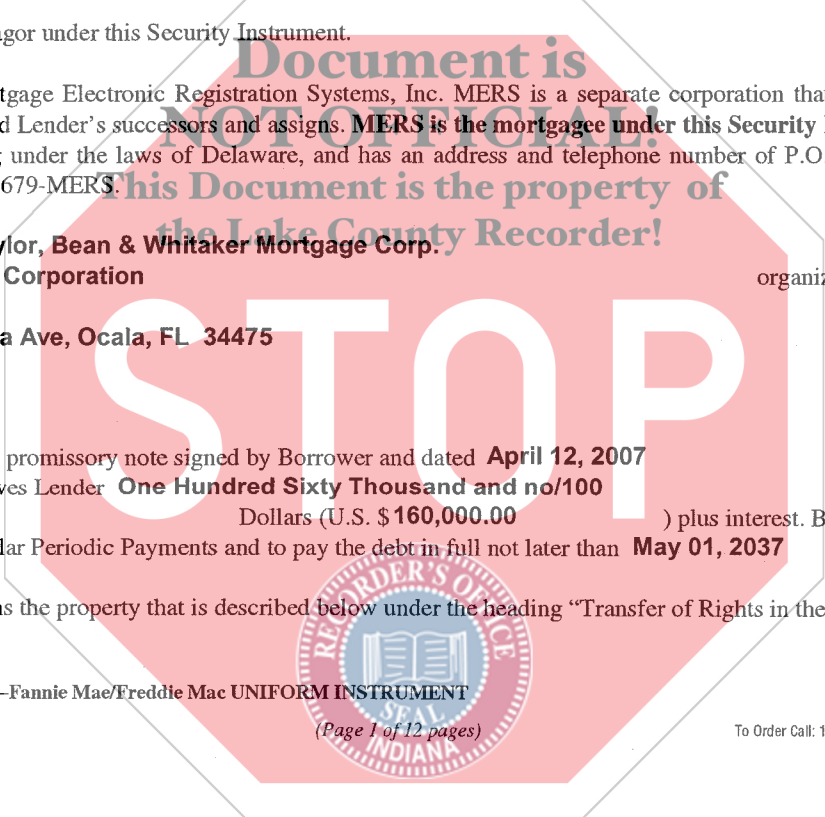 agor under this Security Instrument.
Document is
tgage Electronic Registration Systems, Inc. MERS is a separate corporation tha
NOT OFFICIAL!
d Lender's successors and assigns. MERS is the mortgagee under this Security
g under the laws of Delaware, and has an address and telephone number of P.O
679-MERS.
This Document is the property of
the Lake County Recorder!
ylor, Bean & Whitaker Mortgage Corp.
Corporation organiz
a Ave, Ocala, FL 34475
STOP
promissory note signed by Borrower and dated April 12, 2007
ves Lender One Hundred Sixty Thousand and no/100
Dollars (U.S. $160,000.00 ) plus interest. B
lar Periodic Payments and to pay the debt in full not later than May 01, 2037
RECORDER'S OFFICE
ns the property that is described below under the heading “Transfer of Rights in the
–Fannie Mae/Freddie Mac UNIFORM INSTRUMENT
SEAL
(Page 1 of 12 pages) To Order Call: 1
INDIANA